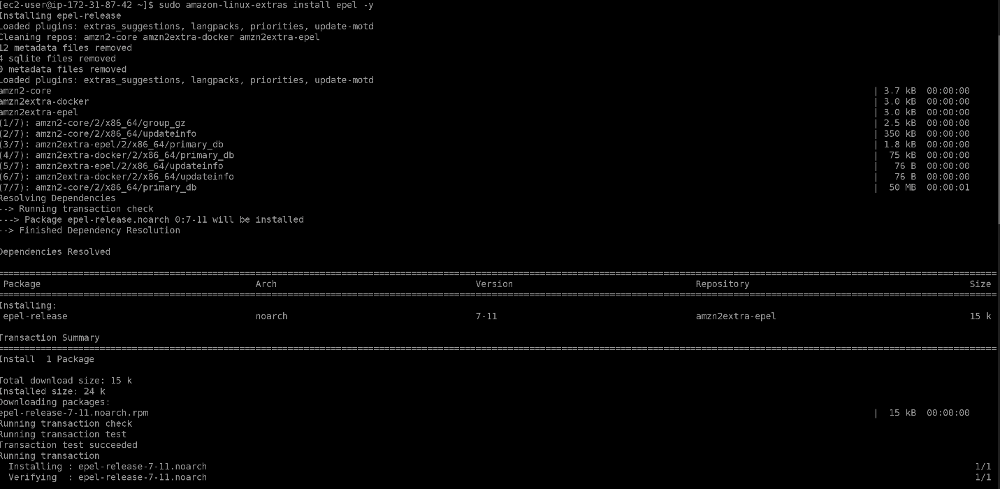 [ec2-user@ip-172-31-87-42 ~]$ sudo amazon-linux-extras install epel -y
Installing epel-release
Loaded plugins: extras_suggestions, langpacks, priorities, update-motd
Cleaning repos: amzn2-core amzn2extra-docker amzn2extra-epel
12 metadata files removed
4 sqlite files removed
0 metadata files removed
Loaded plugins: extras_suggestions, langpacks, priorities, update-motd
amzn2-core | 3.7 kB 00:00:00
amzn2extra-docker | 3.0 kB 00:00:00
amzn2extra-epel | 3.0 kB 00:00:00
(1/7): amzn2-core/2/x86_64/group_gz | 2.5 kB 00:00:00
(2/7): amzn2-core/2/x86_64/updateinfo | 350 kB 00:00:00
(3/7): amzn2extra-epel/2/x86_64/primary_db | 1.8 kB 00:00:00
(4/7): amzn2extra-docker/2/x86_64/primary_db | 75 kB 00:00:00
(5/7): amzn2extra-epel/2/x86_64/updateinfo | 76 B 00:00:00
(6/7): amzn2extra-docker/2/x86_64/updateinfo | 76 B 00:00:00
(7/7): amzn2-core/2/x86_64/primary_db | 50 MB 00:00:01
Resolving Dependencies
--> Running transaction check
---> Package epel-release.noarch 0:7-11 will be installed
--> Finished Dependency Resolution
Dependencies Resolved
Package Arch Version Repository Size
Installing:
epel-release noarch 7-11 amzn2extra-epel 15 k
Transaction Summary
Install 1 Package
Total download size: 15 k
Installed size: 24 k
Downloading packages:
epel-release-7-11.noarch.rpm | 15 kB 00:00:00
Running transaction check
Running transaction test
Transaction test succeeded
Running transaction
Installing : epel-release-7-11.noarch 1/1
Verifying : epel-release-7-11.noarch 1/1